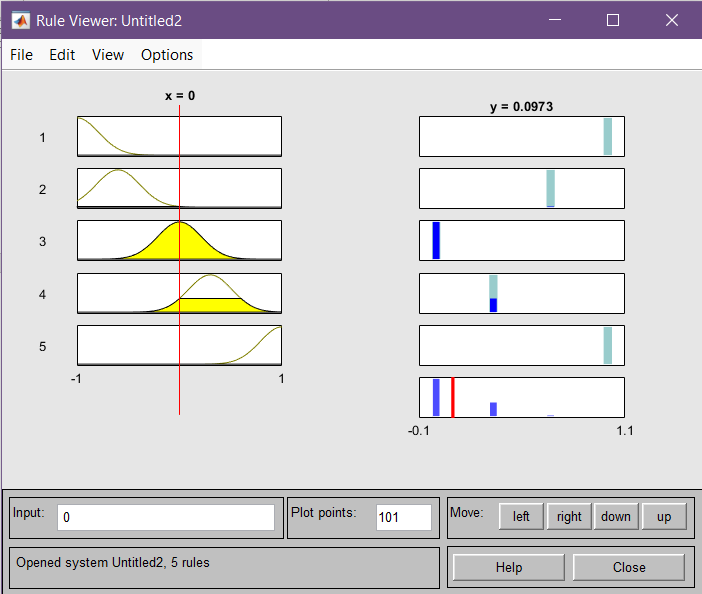 Rule Viewer: Untitled2
File Edit View Options
x = 0
y = 0.0973
1
2
3
4
5
-1 1
-0.1 1.1
Input: 0
Plot points: 101
Move: left right down up
Opened system Untitled2, 5 rules
Help Close